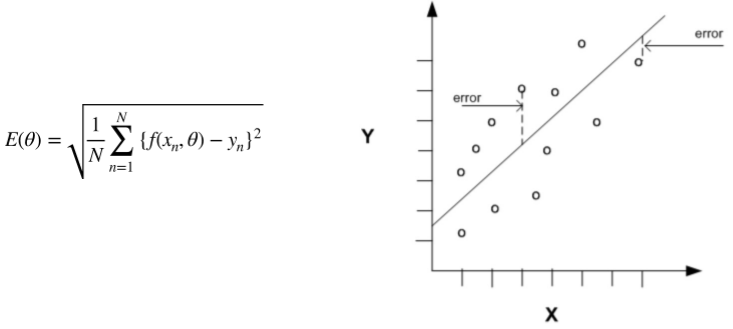 E(θ) = √(1/N ∑_{n=1}^{N} {f(x_n, θ) − y_n}²)
error
error
Y
X